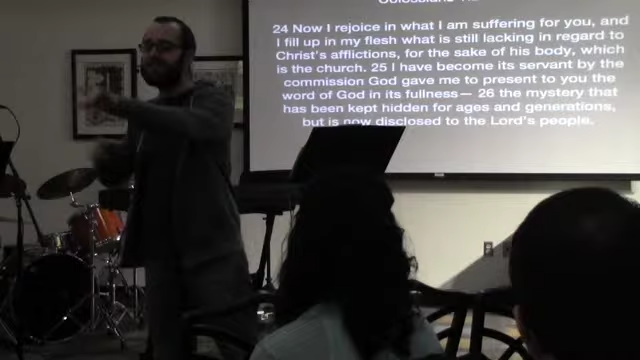 Colossians
24 Now I rejoice in what I am suffering for you, and
I fill up in my flesh what is still lacking in regard to
Christ's afflictions, for the sake of his body, which
is the church. 25 I have become its servant by the
commission God gave me to present to you the
word of God in its fullness— 26 the mystery that
has been kept hidden for ages and generations,
but is now disclosed to the Lord's people.